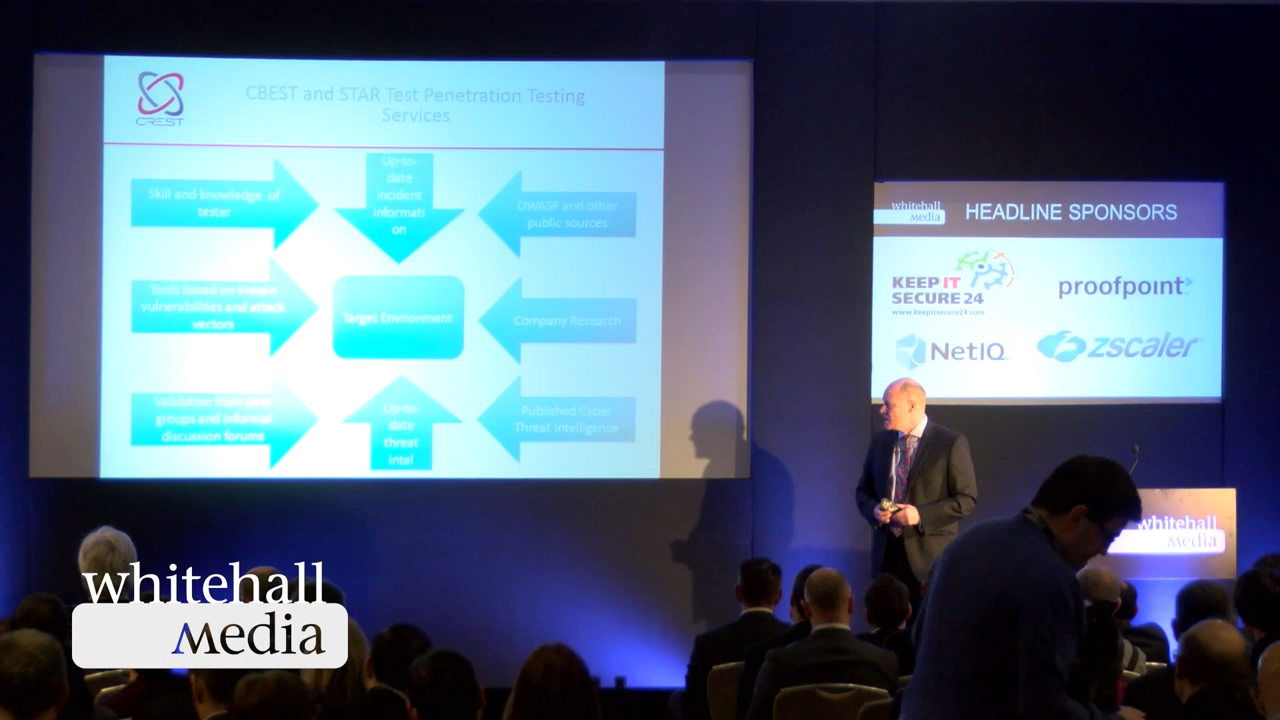 CREST
CBEST and STAR Test Penetration Testing
Services
Skill and knowledge of
tester
Up-to-
date
incident
informati
on
OWASP and other
public sources
Tools based on known
vulnerabilities and attack
vectors
Target Environment
Company Research
Validation from peer
groups and informal
discussion forums
Up-to-
date
threat
intel
Published Cyber
Threat Intelligence
whitehall
media
HEADLINE SPONSORS
KEEP IT
SECURE 24
www.keepitsecure24.com
proofpoint
NetIQ
zscaler
whitehall
media
whitehall
media